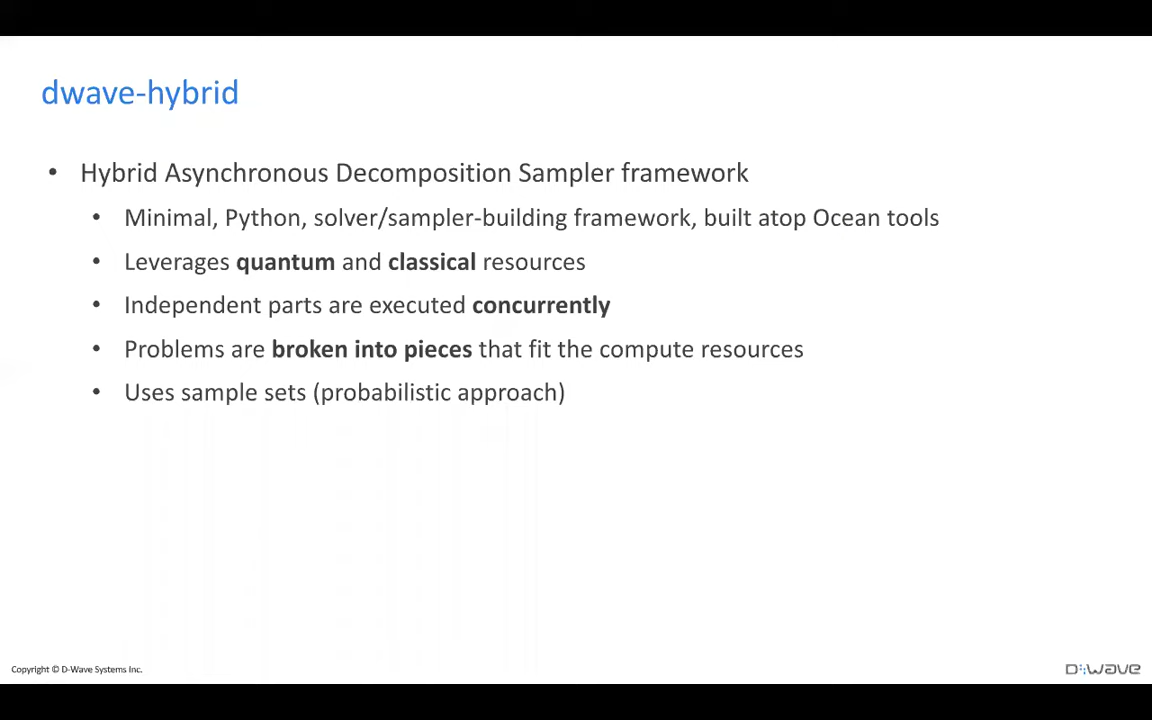 dwave-hybrid
• Hybrid Asynchronous Decomposition Sampler framework
• Minimal, Python, solver/sampler-building framework, built atop Ocean tools
• Leverages quantum and classical resources
• Independent parts are executed concurrently
• Problems are broken into pieces that fit the compute resources
• Uses sample sets (probabilistic approach)
Copyright © D-Wave Systems Inc.
D:wave